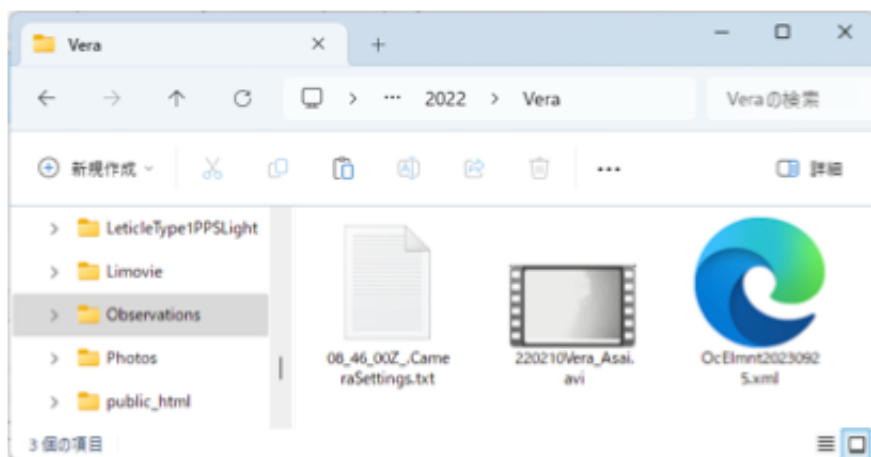 Vera
··· 2022 > Vera
Veraの検索
新規作成
···
詳細
LeticleType1PPSLight
Limovie
Observations
Photos
public_html
08_46_00Z_.Came
raSettings.txt
220210Vera_Asai.
avi
OcElmnt2023092
5.xml
3 個の項目